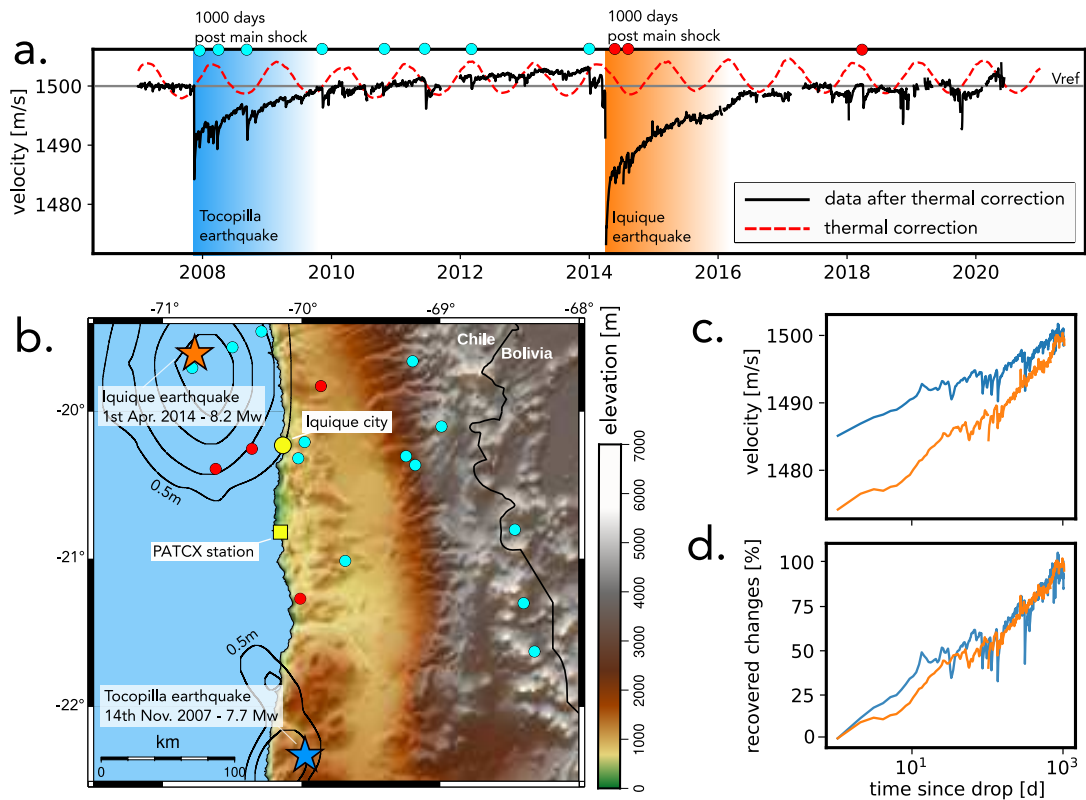 a.
1000 days
post main shock
1000 days
post main shock
velocity [m/s]
1500
1490
1480
Vref
Tocopilla
earthquake
Iquique
earthquake
data after thermal correction
thermal correction
2008
2010
2012
2014
2016
2018
2020
b.
-71°
-70°
-69°
-68°
-20°
-21°
-22°
Chile
Bolivia
Iquique earthquake
1st Apr. 2014 - 8.2 Mw
Iquique city
0.5m
PATCX station
0.5m
Tocopilla earthquake
14th Nov. 2007 - 7.7 Mw
km
0
100
elevation [m]
7000
6000
5000
4000
3000
2000
1000
0
c.
velocity [m/s]
1500
1490
1480
d.
recovered changes [%]
100
75
50
25
0
10¹
10²
10³
time since drop [d]